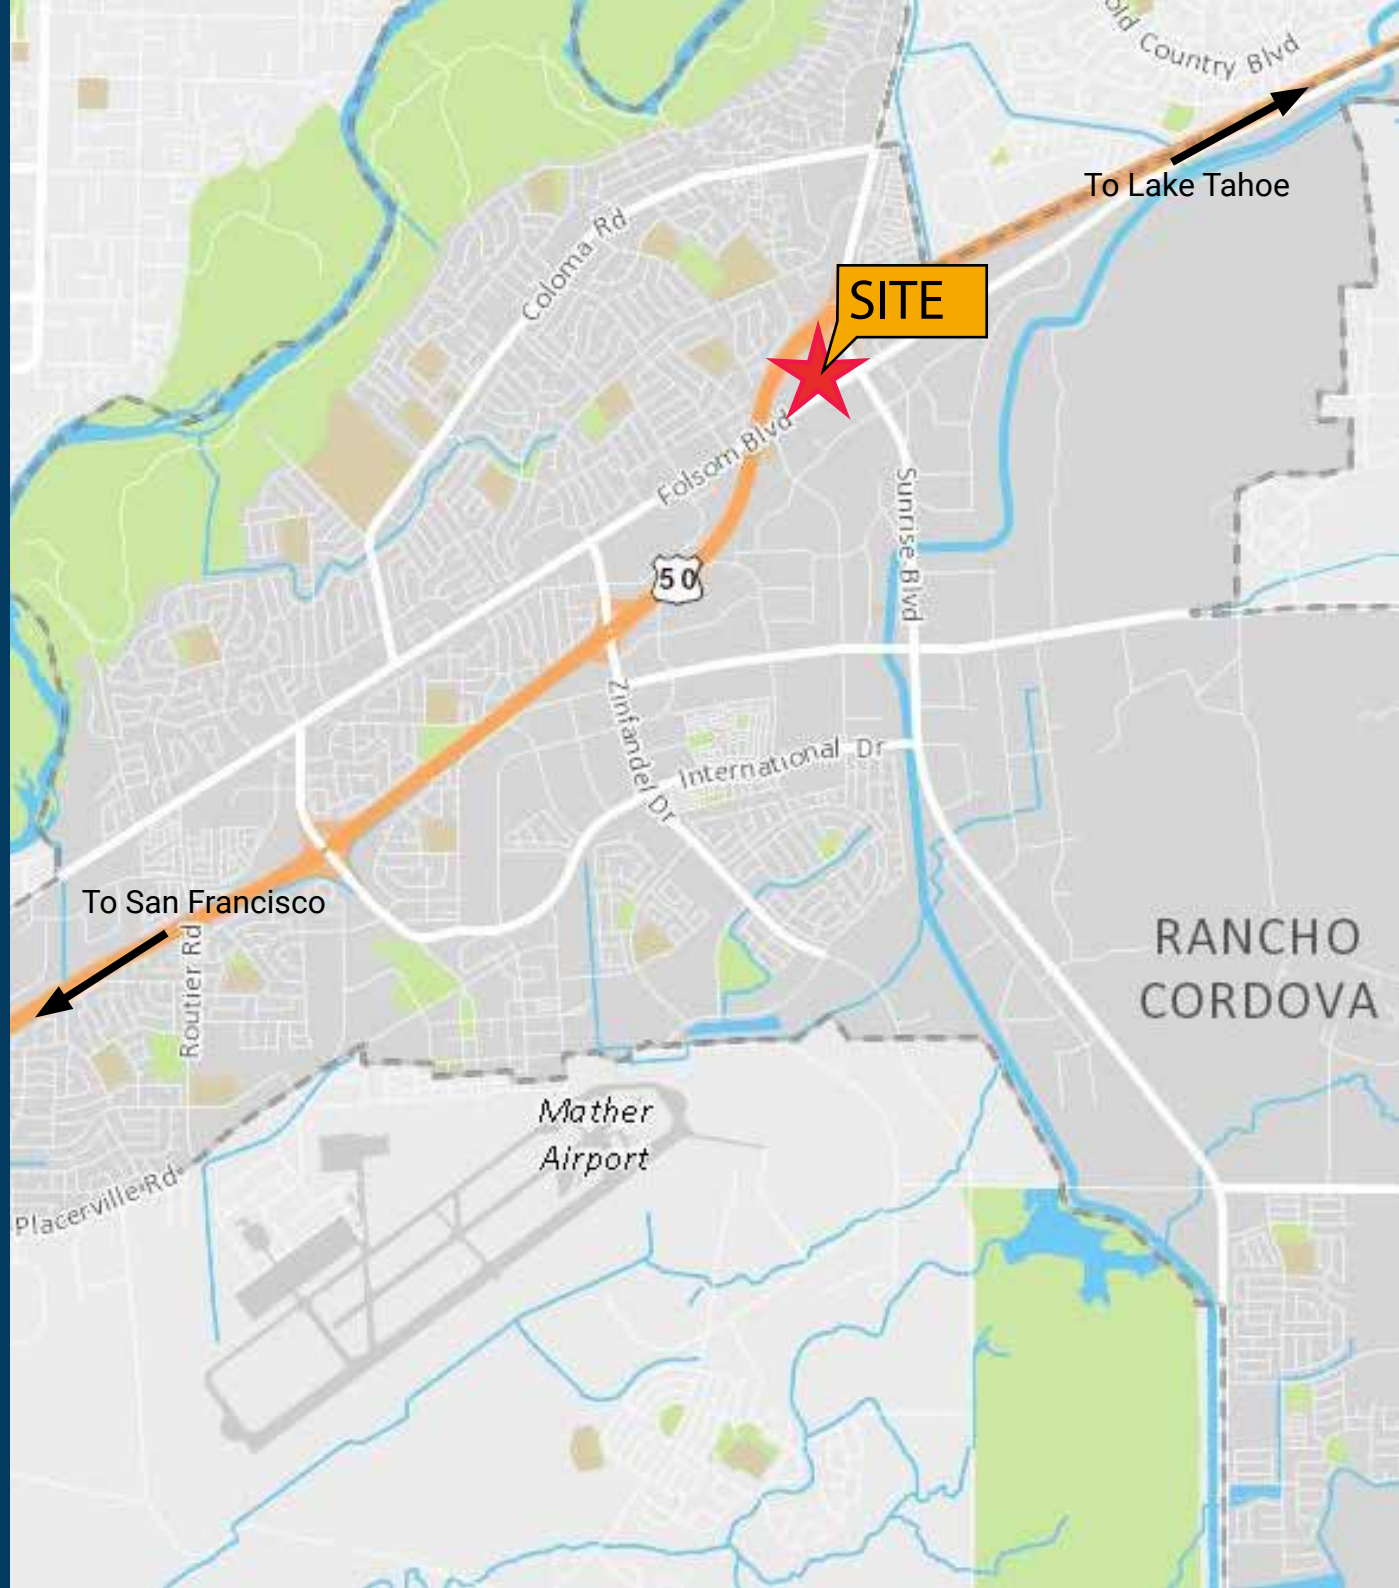 old Country Blvd
To Lake Tahoe
Coloma Rd
SITE
Folsom Blvd
Sunrise Blvd
50
Zinfandel Dr
International Dr
To San Francisco
Routier Rd
RANCHO
CORDOVA
Mather
Airport
Placerville Rd